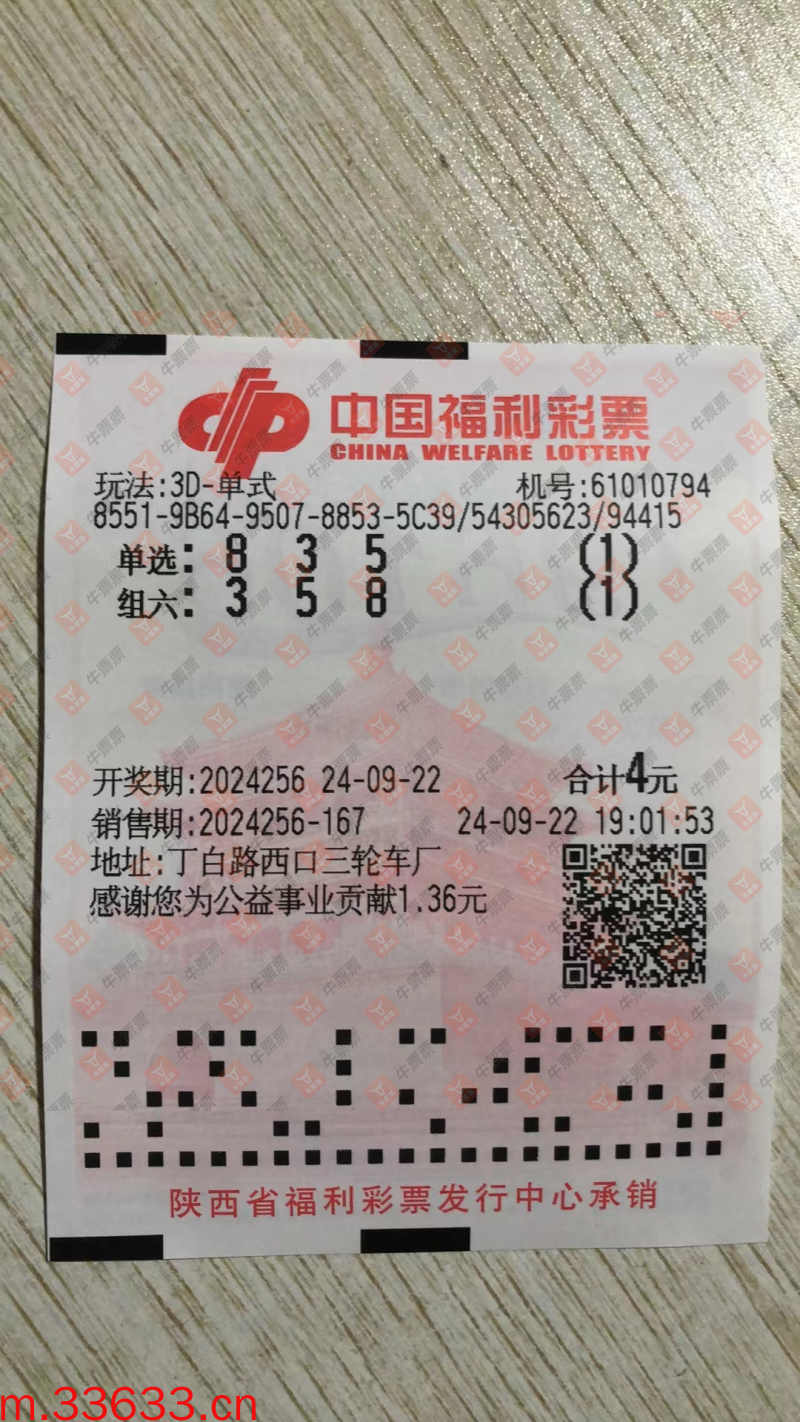 中国福利彩票
CHINA WELFARE LOTTERY
玩法:3D-单式 机号:61010794
8551-9B64-9507-8853-5C39/54305623/94415
单选: 8 3 5 (1)
组六: 3 5 8 (1)
开奖期:2024256 24-09-22 合计4元
销售期:2024256-167 24-09-22 19:01:53
地址:丁白路西口三轮车厂
感谢您为公益事业贡献1.36元
陕西省福利彩票发行中心承销
m.33633.cn